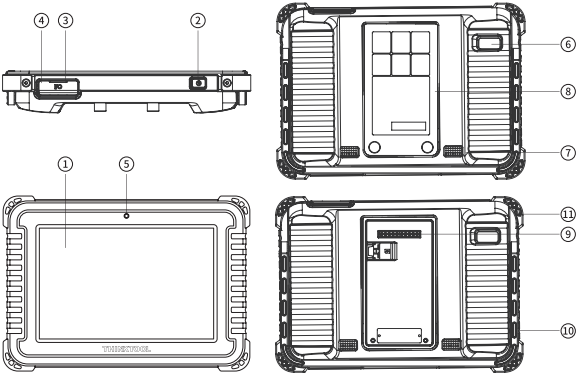 ④ ③ ②
I/O
① ⑤
THINKTOOL
⑥
⑧
⑦
⑪
⑨
⑩